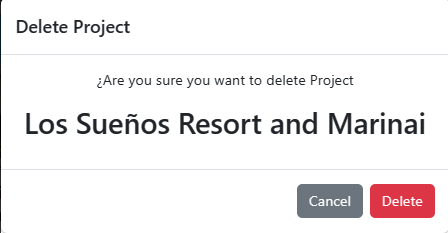 Delete Project
¿Are you sure you want to delete Project
Los Sueños Resort and Marinai
Cancel
Delete